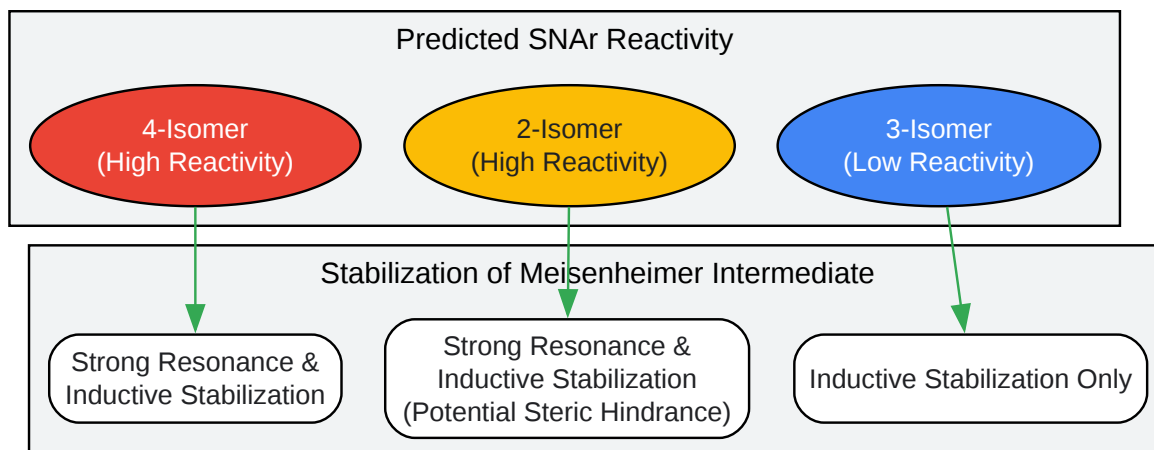 Predicted SNAr Reactivity
4-Isomer
(High Reactivity)
2-Isomer
(High Reactivity)
3-Isomer
(Low Reactivity)
Stabilization of Meisenheimer Intermediate
Strong Resonance &
Inductive Stabilization
Strong Resonance &
Inductive Stabilization
(Potential Steric Hindrance)
Inductive Stabilization Only